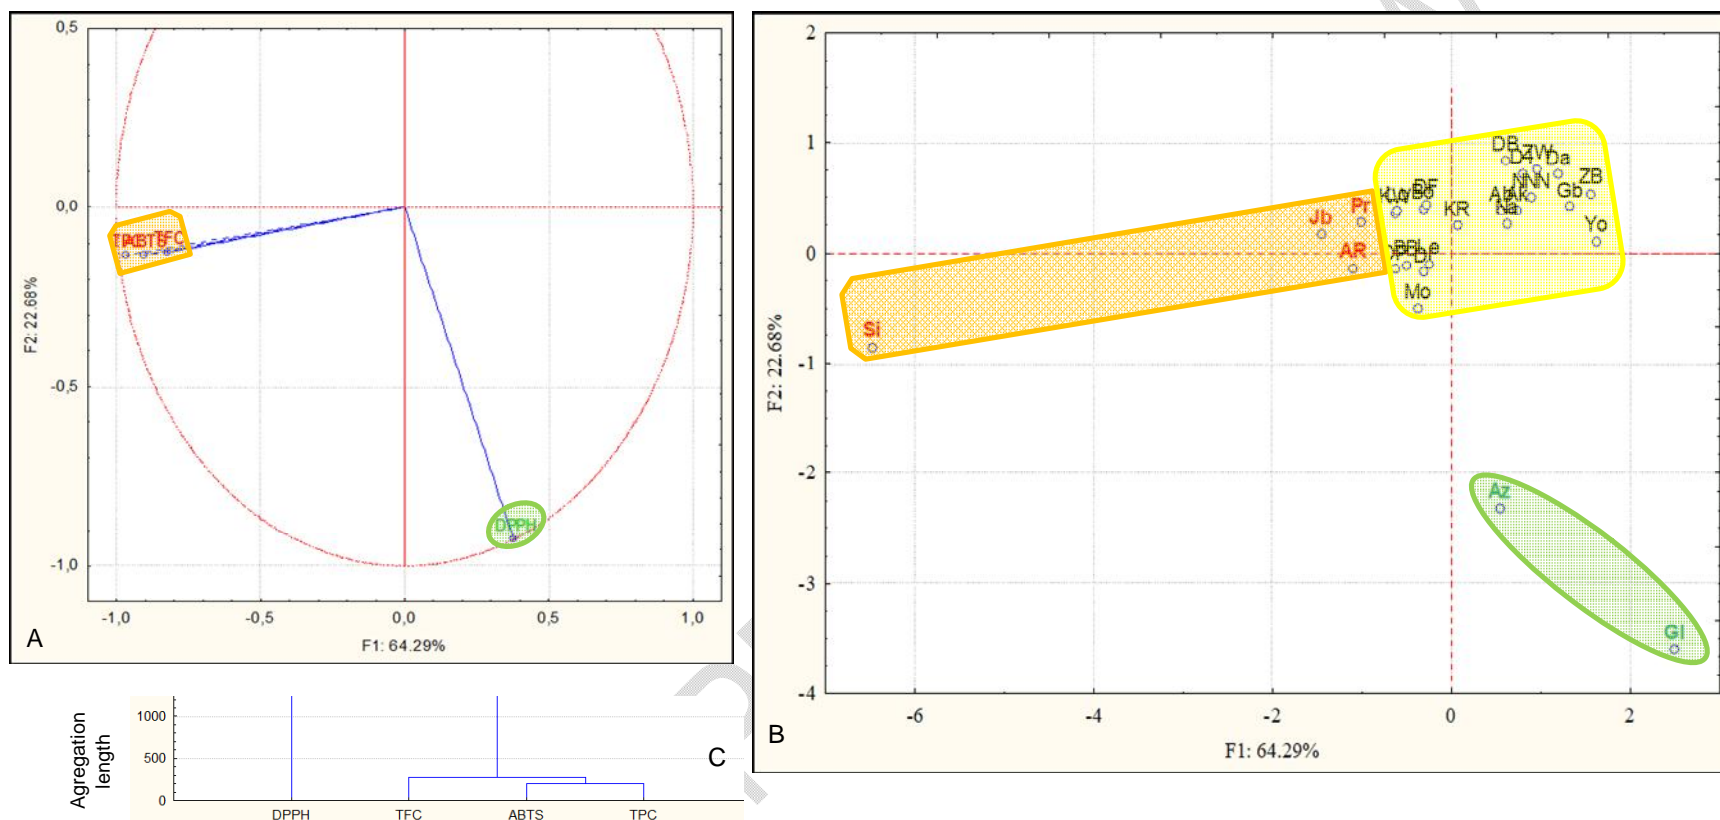 0,5
0,0
-0,5
-1,0
F2: 22.68%
TPC
ABTS
TFC
DPPH
-1,0 -0,5 0,0 0,5 1,0
F1: 64.29%
A
2
1
0
-1
-2
-3
-4
F2: 22.68%
DB
Da
ZB
Gb
KR
Yo
Pr
Jb
AR
Mo
Si
Az
Gl
-6 -4 -2 0 2
F1: 64.29%
B
Agregation
length
1000
500
0
C
DPPH TFC ABTS TPC